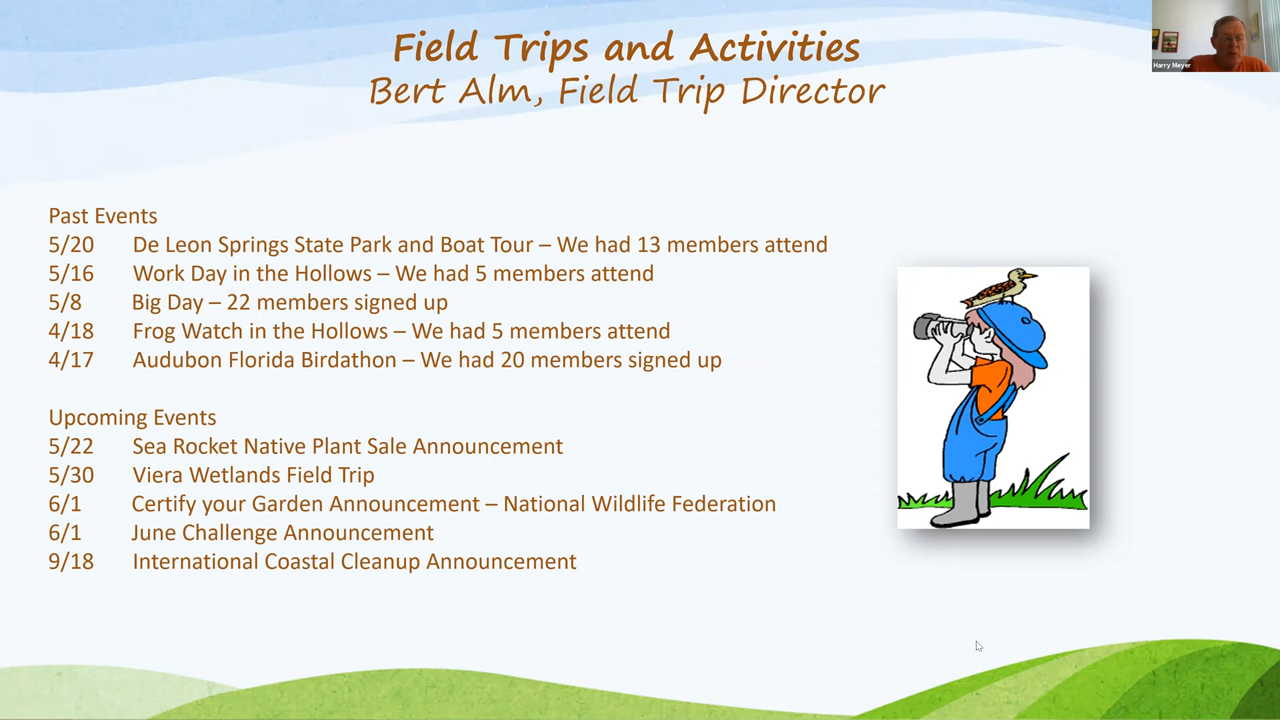 Field Trips and Activities
Bert Alm, Field Trip Director
Harry Meyer
Past Events
5/20 De Leon Springs State Park and Boat Tour – We had 13 members attend
5/16 Work Day in the Hollows – We had 5 members attend
5/8 Big Day – 22 members signed up
4/18 Frog Watch in the Hollows – We had 5 members attend
4/17 Audubon Florida Birdathon – We had 20 members signed up
Upcoming Events
5/22 Sea Rocket Native Plant Sale Announcement
5/30 Viera Wetlands Field Trip
6/1 Certify your Garden Announcement – National Wildlife Federation
6/1 June Challenge Announcement
9/18 International Coastal Cleanup Announcement